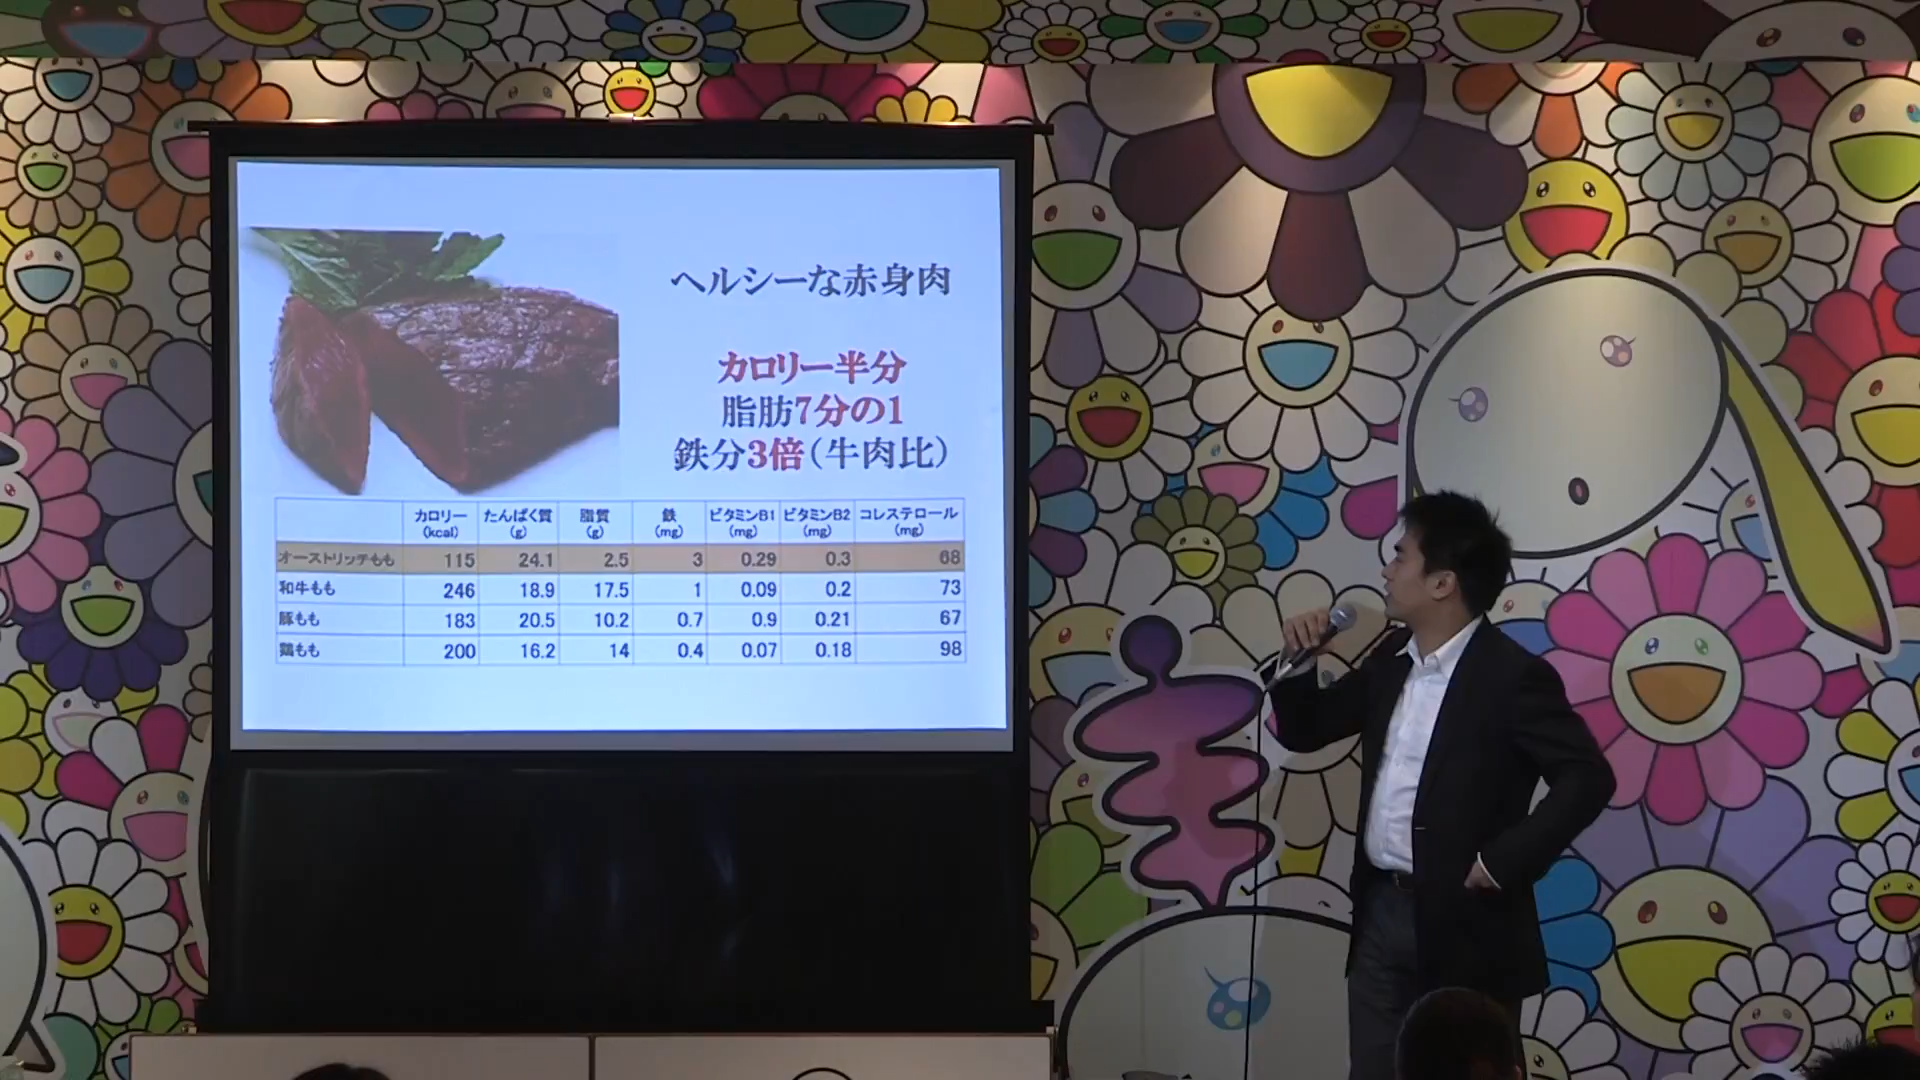 ヘルシーな赤身肉
カロリー半分
脂肪7分の1
鉄分3倍(牛肉比)
カロリー(kcal) たんぱく質(g) 脂質(g) 鉄(mg) ビタミンB1(mg) ビタミンB2(mg) コレステロール(mg)
オーストリッチもも 115 24.1 2.5 3 0.29 0.3 68
和牛もも 246 18.9 17.5 1 0.09 0.2 73
豚もも 183 20.5 10.2 0.7 0.9 0.21 67
鶏もも 200 16.2 14 0.4 0.07 0.18 98